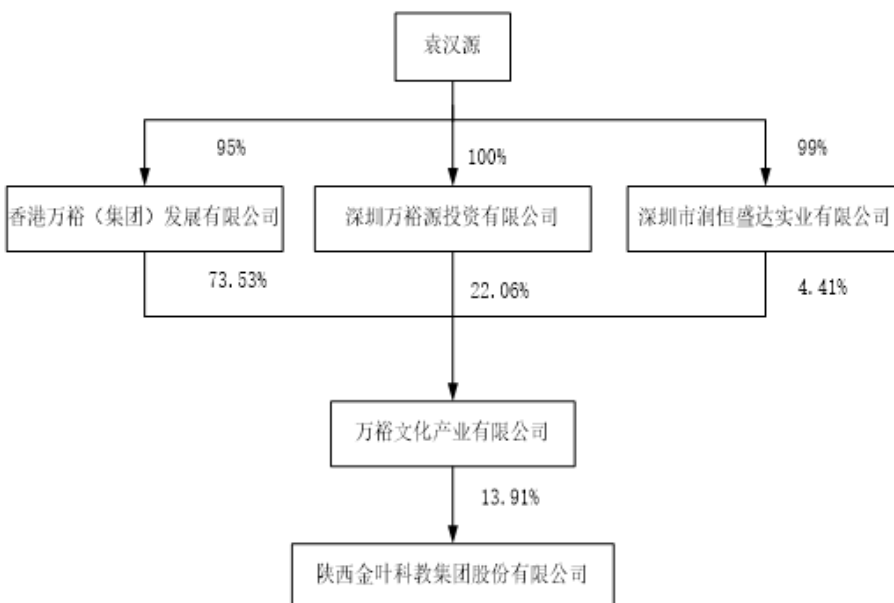 袁汉源
95%
100%
99%
香港万裕（集团）发展有限公司
深圳万裕源投资有限公司
深圳市润恒盛达实业有限公司
73.53%
22.06%
4.41%
万裕文化产业有限公司
13.91%
陕西金叶科教集团股份有限公司